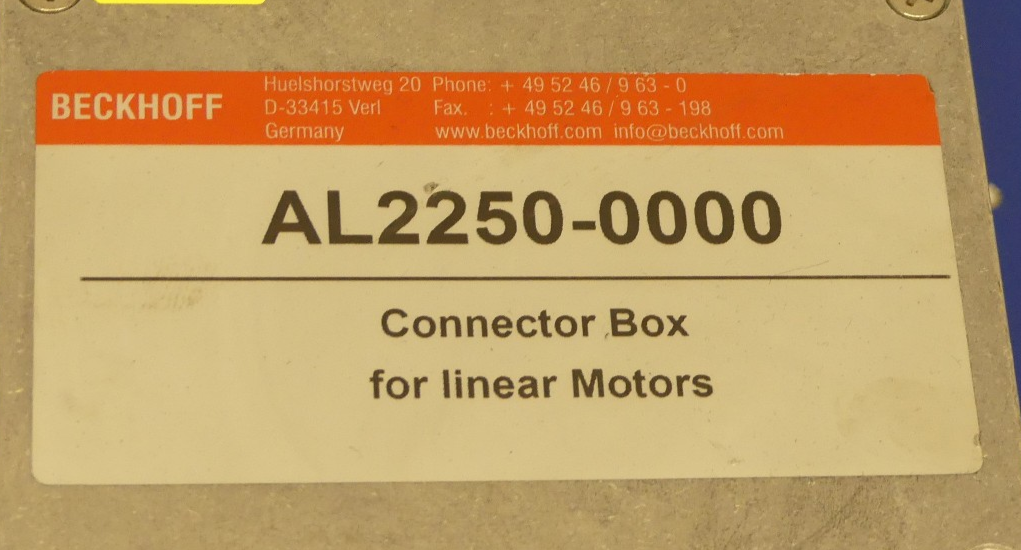 BECKHOFF
Huelshorstweg 20 Phone: + 49 52 46 / 9 63 - 0
D-33415 Verl Fax. : + 49 52 46 / 9 63 - 198
Germany www.beckhoff.com info@beckhoff.com
AL2250-0000
Connector Box
for linear Motors